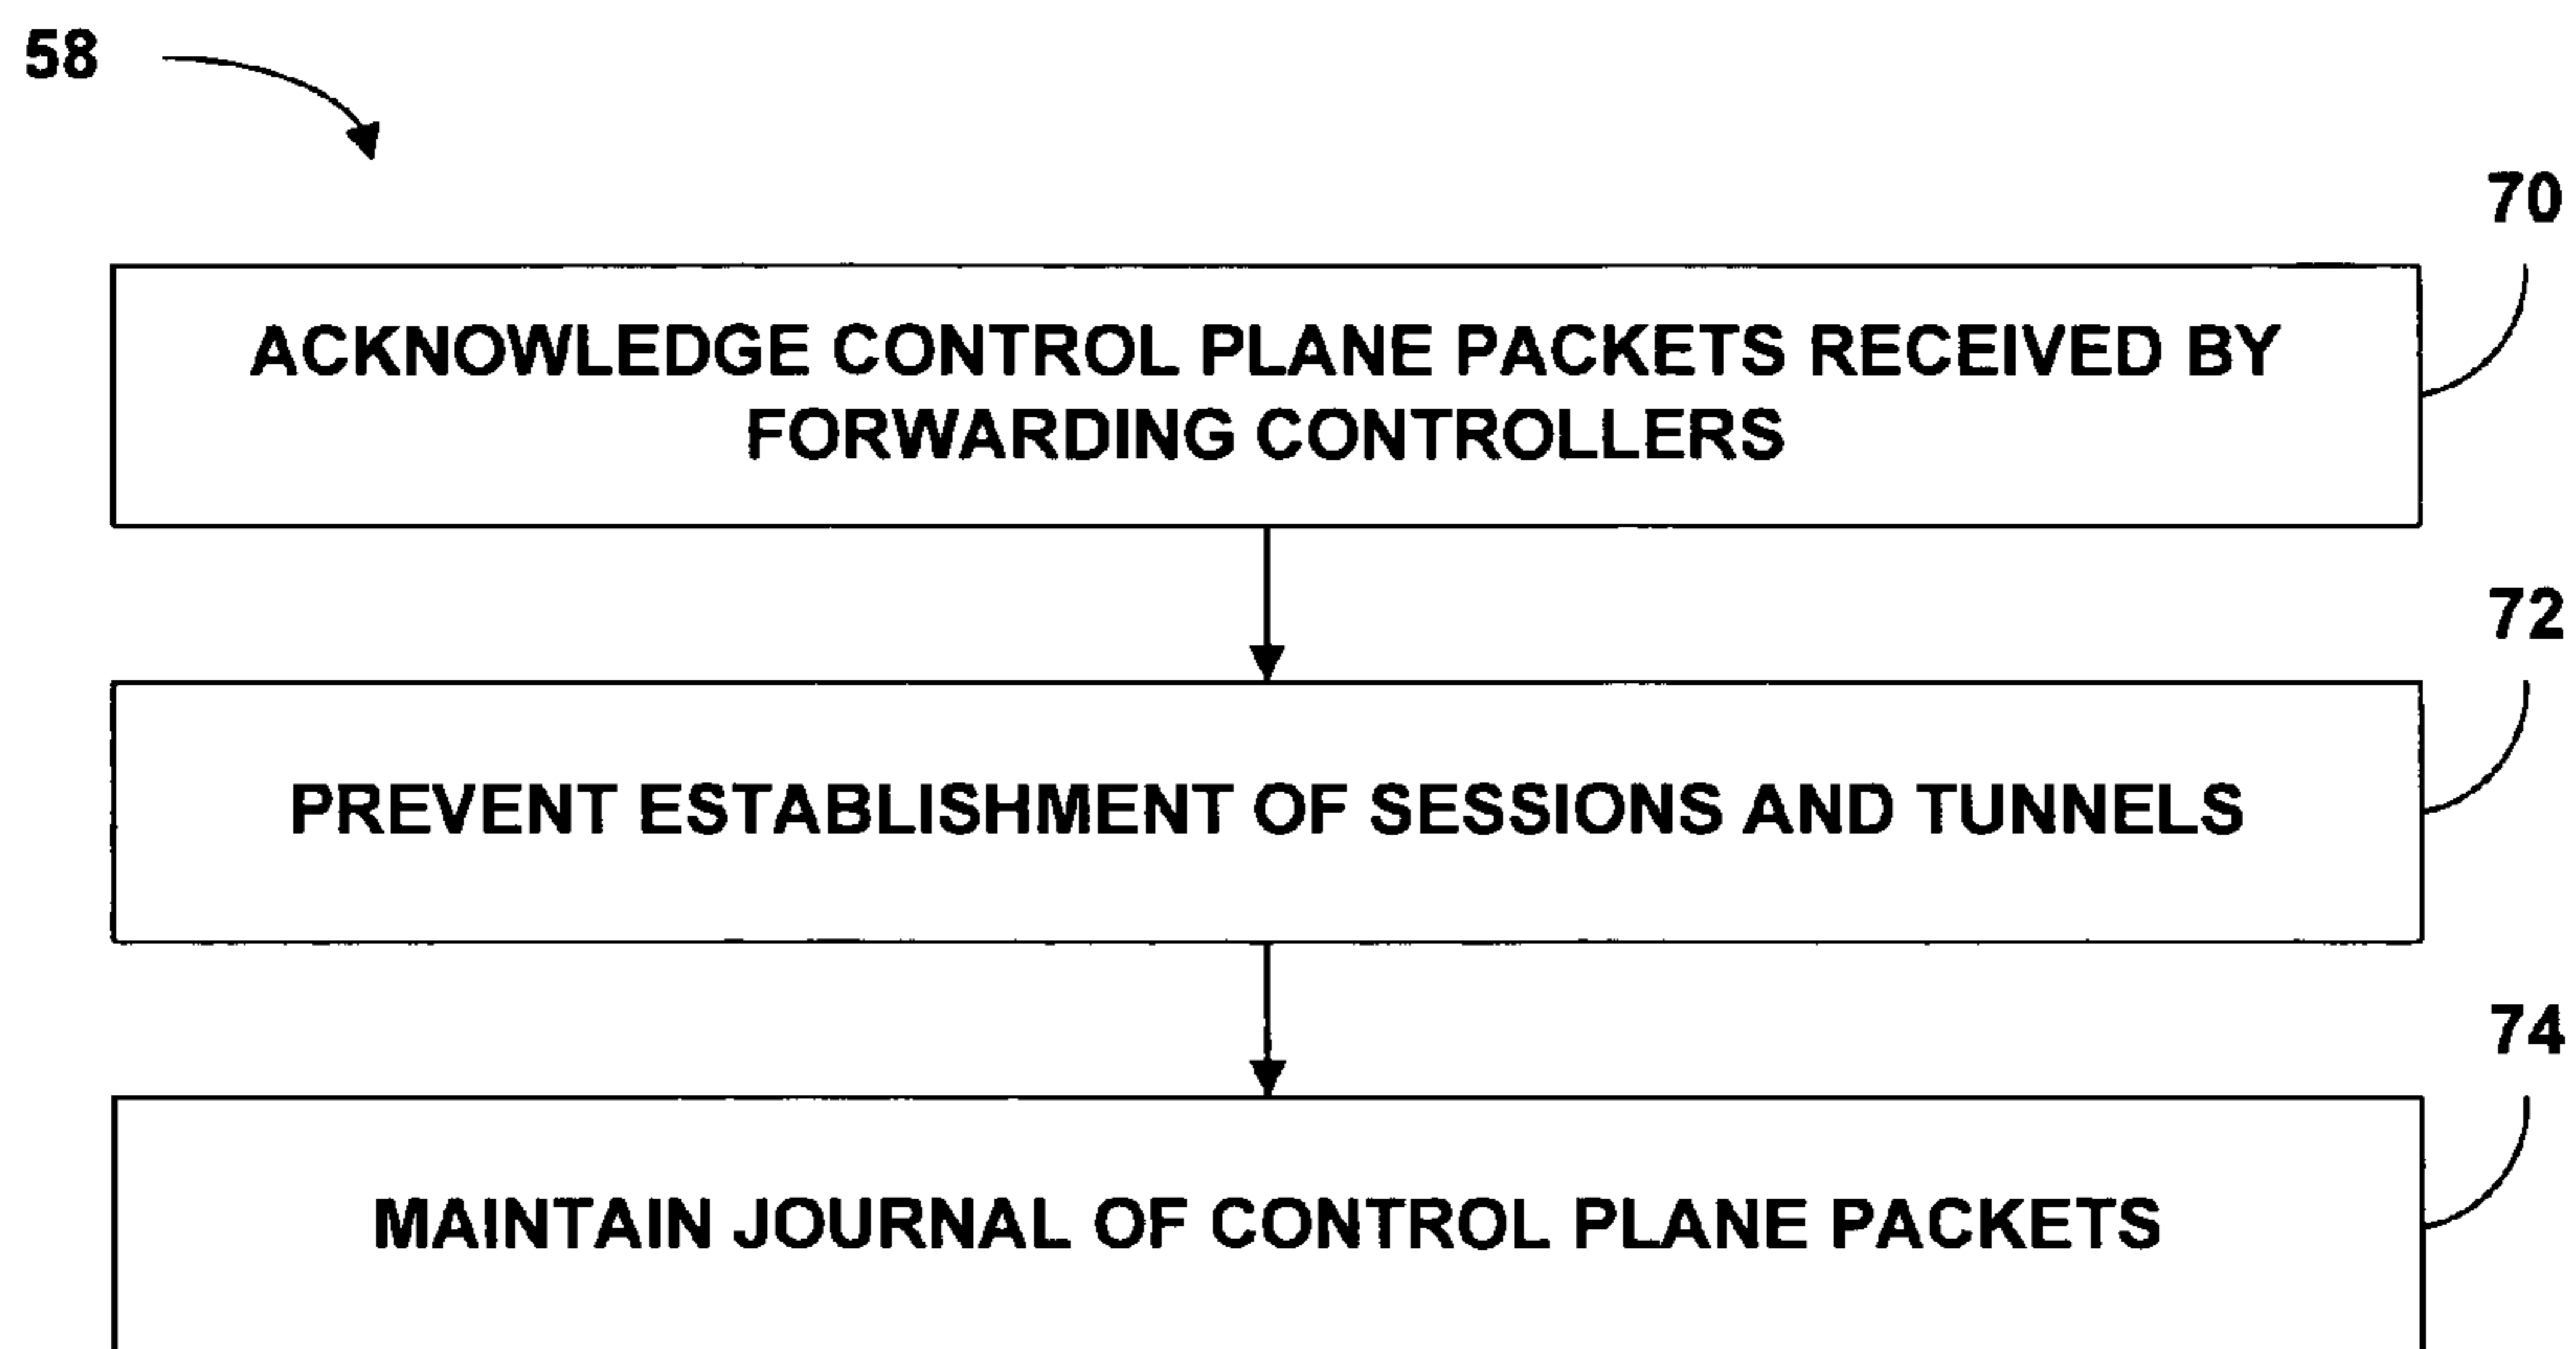 58
70
ACKNOWLEDGE CONTROL PLANE PACKETS RECEIVED BY
FORWARDING CONTROLLERS
72
PREVENT ESTABLISHMENT OF SESSIONS AND TUNNELS
74
MAINTAIN JOURNAL OF CONTROL PLANE PACKETS